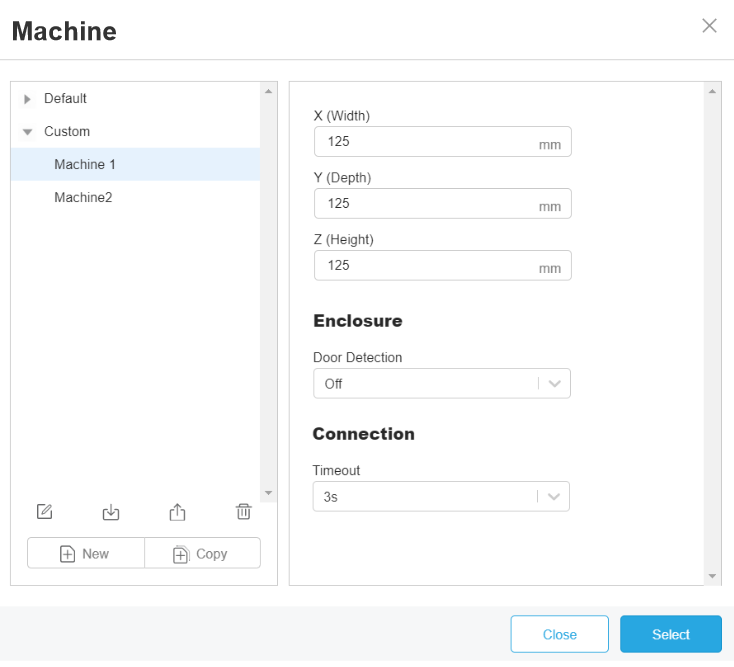 Machine
Default
Custom
Machine 1
Machine2
New
Copy
X (Width)
125 mm
Y (Depth)
125 mm
Z (Height)
125 mm
Enclosure
Door Detection
Off
Connection
Timeout
3s
Close
Select